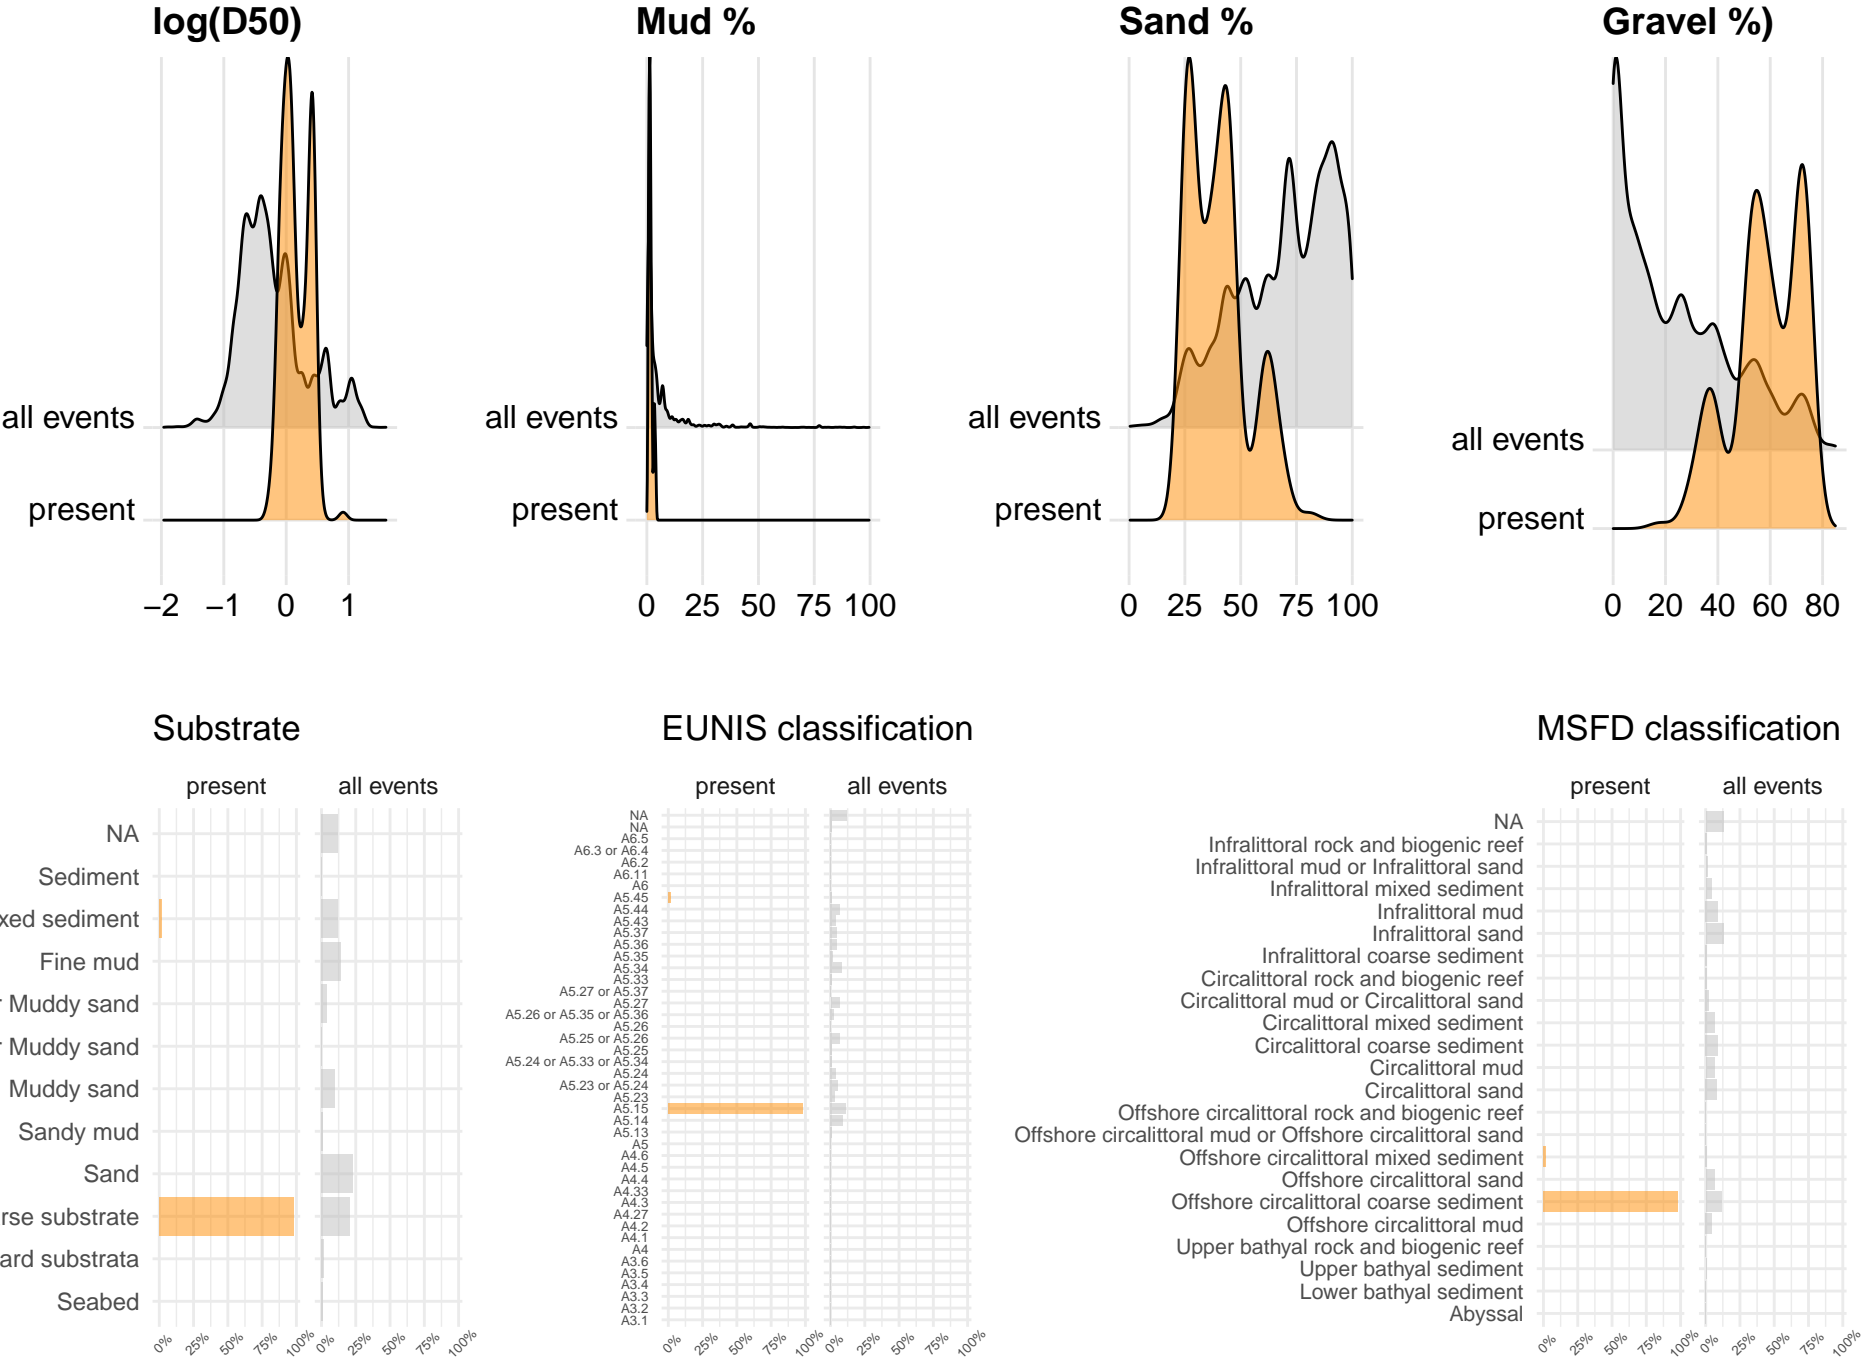 log(D50)
Mud %
Sand %
Gravel %)
all events
present
−2 −1 0 1
all events
present
0 25 50 75 100
all events
present
0 25 50 75 100
all events
present
0 20 40 60 80
Substrate
present all events
NA
Sediment
xed sediment
Fine mud
r Muddy sand
r Muddy sand
Muddy sand
Sandy mud
Sand
rse substrate
ard substrata
Seabed
0% 25% 50% 75% 100% 0% 25% 50% 75% 100%
EUNIS classification
present all events
NA
NA
A6.5
A6.3 or A6.4
A6.2
A6.11
A6
A5.45
A5.44
A5.43
A5.37
A5.36
A5.35
A5.34
A5.33
A5.27 or A5.37
A5.27
A5.26 or A5.35 or A5.36
A5.26
A5.25 or A5.26
A5.25
A5.24 or A5.33 or A5.34
A5.24
A5.23 or A5.24
A5.23
A5.15
A5.14
A5.13
A5
A4.6
A4.5
A4.4
A4.33
A4.3
A4.27
A4.2
A4.1
A4
A3.6
A3.5
A3.4
A3.3
A3.2
A3.1
0% 25% 50% 75% 100% 0% 25% 50% 75% 100%
MSFD classification
present all events
NA
Infralittoral rock and biogenic reef
Infralittoral mud or Infralittoral sand
Infralittoral mixed sediment
Infralittoral mud
Infralittoral sand
Infralittoral coarse sediment
Circalittoral rock and biogenic reef
Circalittoral mud or Circalittoral sand
Circalittoral mixed sediment
Circalittoral coarse sediment
Circalittoral mud
Circalittoral sand
Offshore circalittoral rock and biogenic reef
Offshore circalittoral mud or Offshore circalittoral sand
Offshore circalittoral mixed sediment
Offshore circalittoral sand
Offshore circalittoral coarse sediment
Offshore circalittoral mud
Upper bathyal rock and biogenic reef
Upper bathyal sediment
Lower bathyal sediment
Abyssal
0% 25% 50% 75% 100% 0% 25% 50% 75% 100%